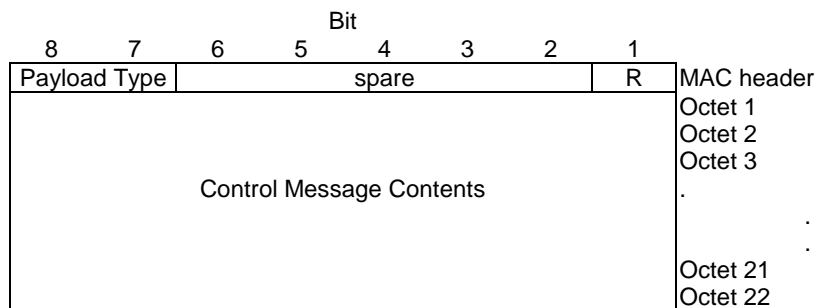 Bit
8 7 6 5 4 3 2 1
Payload Type spare R MAC header
Octet 1
Octet 2
Octet 3
Control Message Contents .
.
.
Octet 21
Octet 22